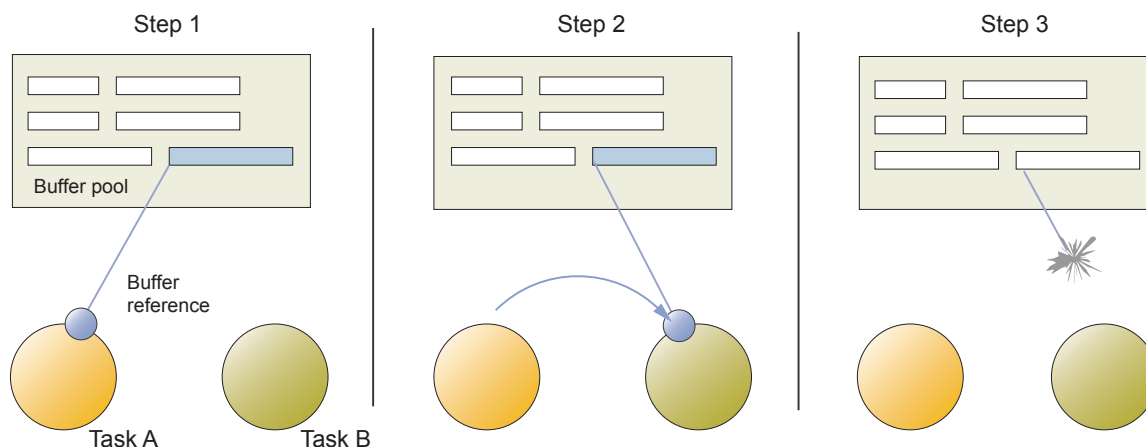 Step 1
Step 2
Step 3
Buffer pool
Buffer
reference
Task A
Task B